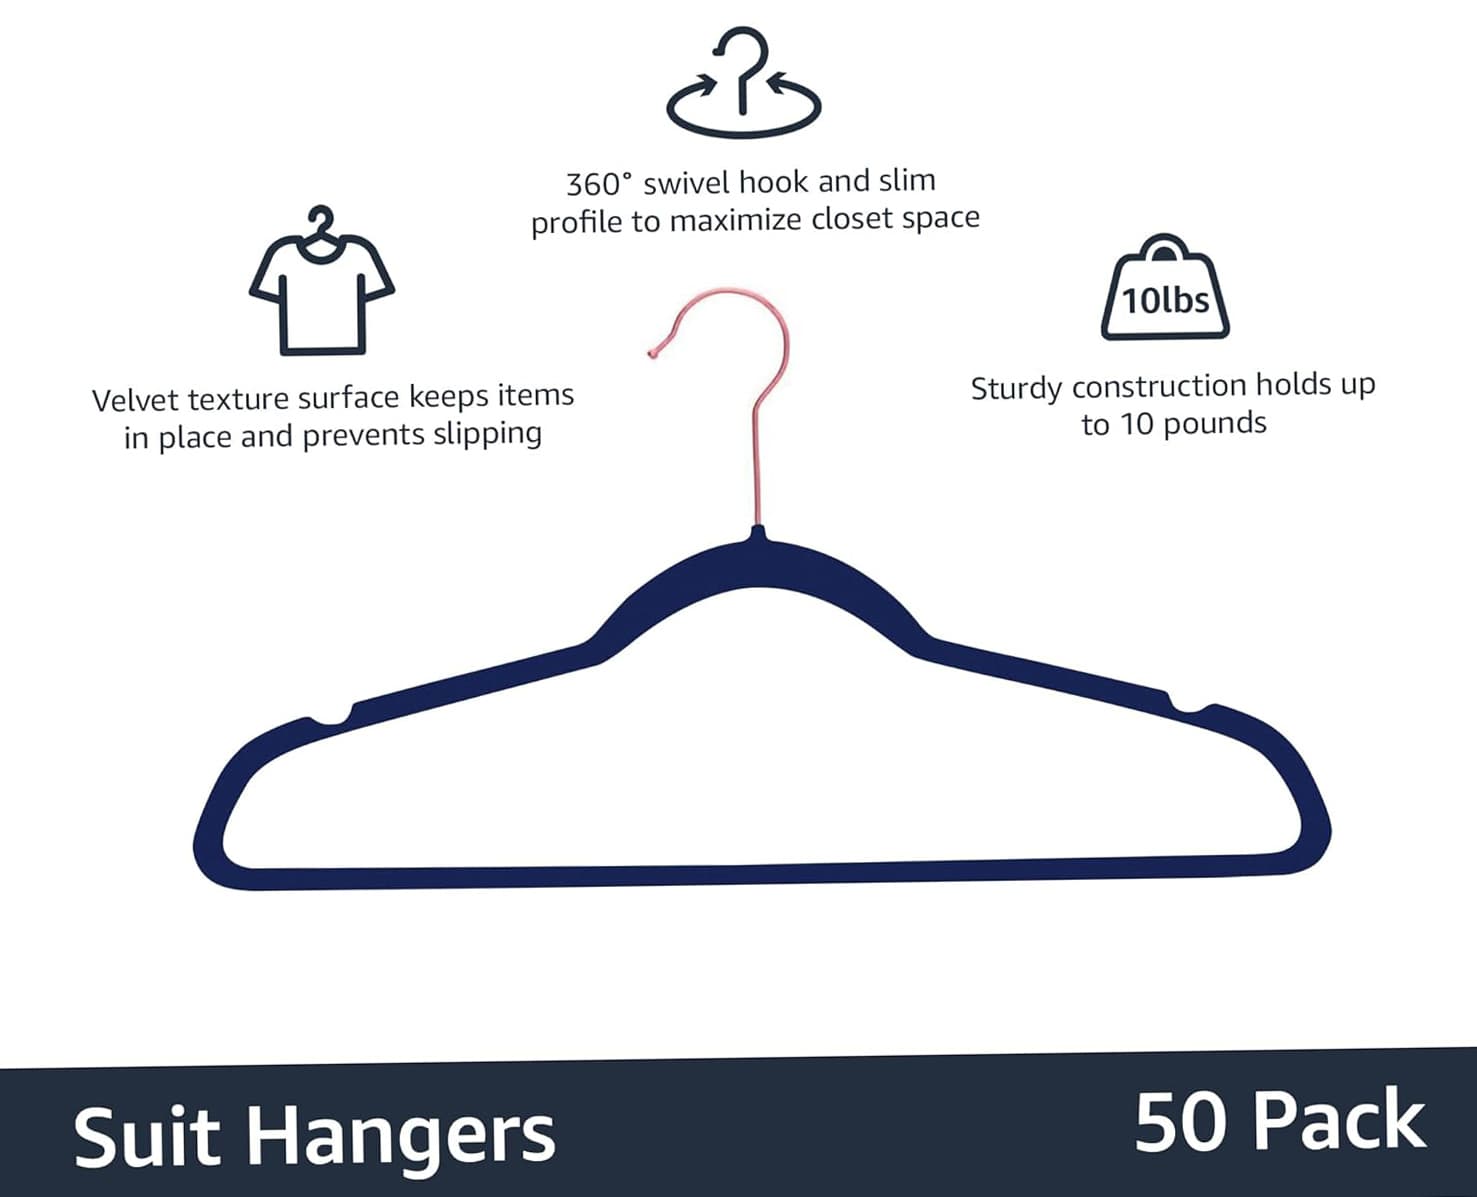 360° swivel hook and slim
profile to maximize closet space
Velvet texture surface keeps items
in place and prevents slipping
10lbs
Sturdy construction holds up
to 10 pounds
Suit Hangers
50 Pack